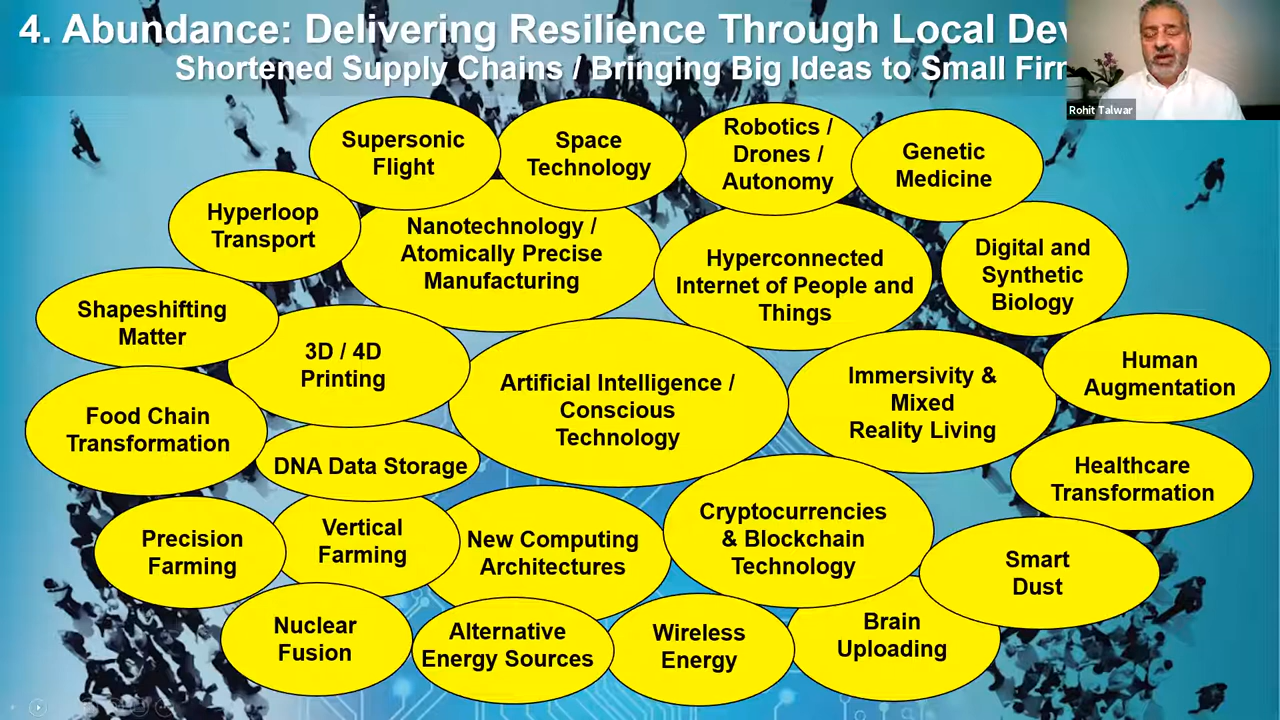 4. Abundance: Delivering Resilience Through Local Dev
Shortened Supply Chains / Bringing Big Ideas to Small Fir
Rohit Talwar
Supersonic
Flight
Space
Technology
Robotics /
Drones /
Autonomy
Genetic
Medicine
Hyperloop
Transport
Nanotechnology /
Atomically Precise
Manufacturing
Hyperconnected
Internet of People and
Things
Digital and
Synthetic
Biology
Shapeshifting
Matter
3D / 4D
Printing
Artificial Intelligence /
Conscious
Technology
Immersivity &
Mixed
Reality Living
Human
Augmentation
Food Chain
Transformation
DNA Data Storage
Healthcare
Transformation
Precision
Farming
Vertical
Farming
New Computing
Architectures
Cryptocurrencies
& Blockchain
Technology
Smart
Dust
Nuclear
Fusion
Alternative
Energy Sources
Wireless
Energy
Brain
Uploading